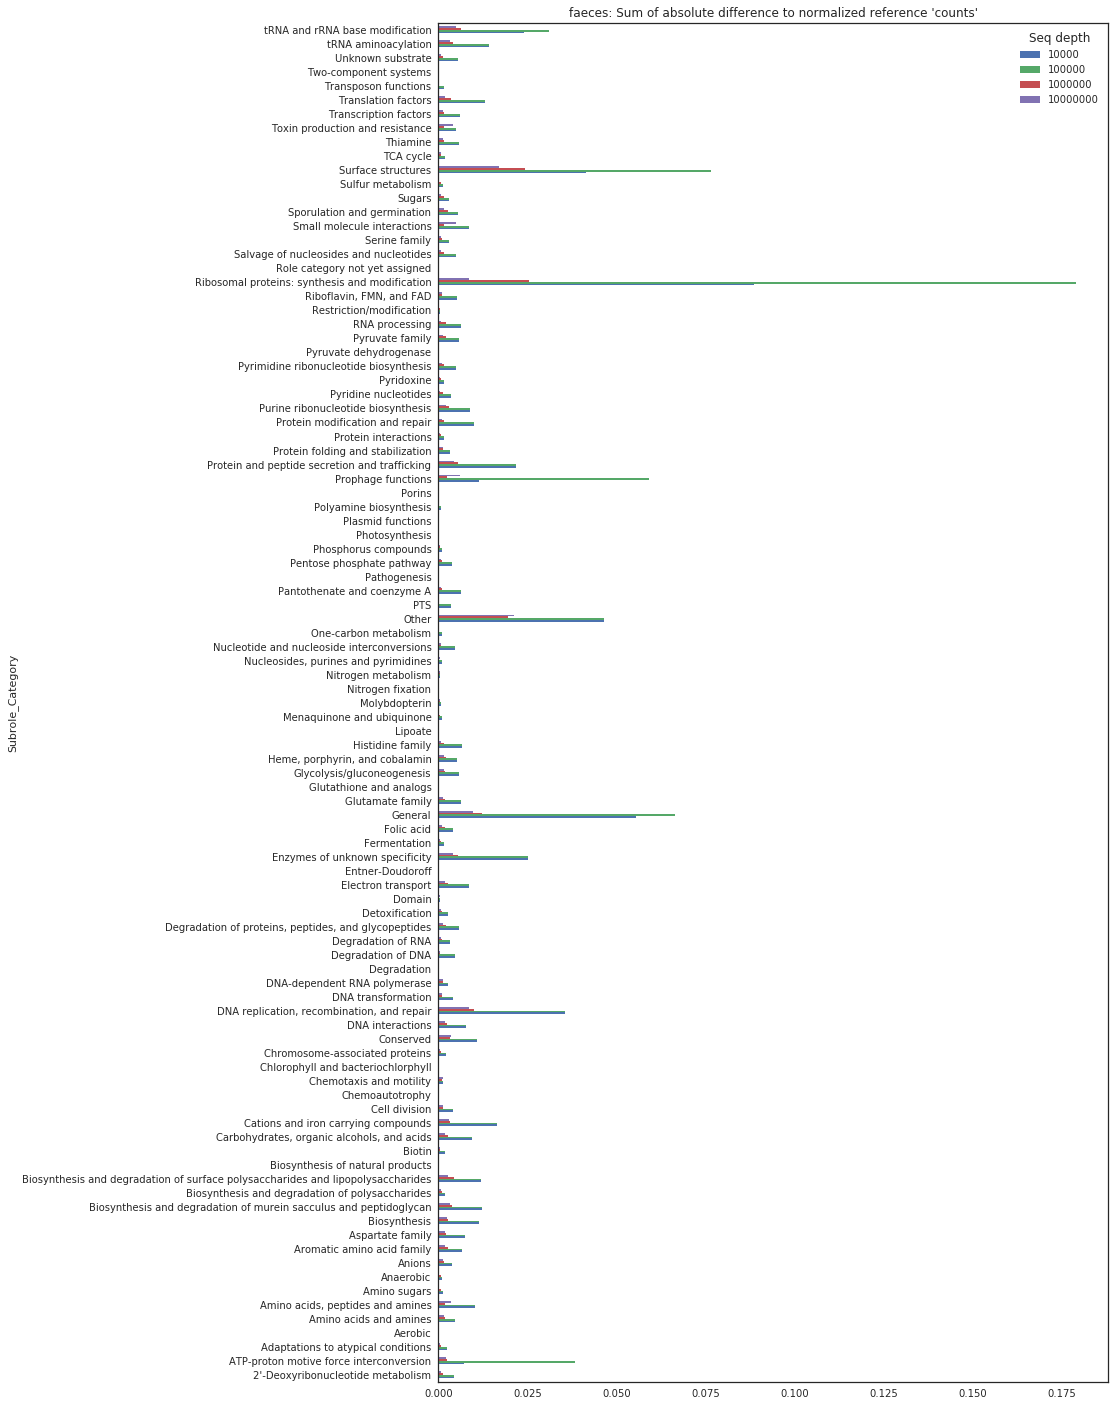 faeces: Sum of absolute difference to normalized reference 'counts'
Seq depth
10000
100000
1000000
10000000
Subrole_Category
tRNA and rRNA base modification
tRNA aminoacylation
Unknown substrate
Two-component systems
Transposon functions
Translation factors
Transcription factors
Toxin production and resistance
Thiamine
TCA cycle
Surface structures
Sulfur metabolism
Sugars
Sporulation and germination
Small molecule interactions
Serine family
Salvage of nucleosides and nucleotides
Role category not yet assigned
Ribosomal proteins: synthesis and modification
Riboflavin, FMN, and FAD
Restriction/modification
RNA processing
Pyruvate family
Pyruvate dehydrogenase
Pyrimidine ribonucleotide biosynthesis
Pyridoxine
Pyridine nucleotides
Purine ribonucleotide biosynthesis
Protein modification and repair
Protein interactions
Protein folding and stabilization
Protein and peptide secretion and trafficking
Prophage functions
Porins
Polyamine biosynthesis
Plasmid functions
Photosynthesis
Phosphorus compounds
Pentose phosphate pathway
Pathogenesis
Pantothenate and coenzyme A
PTS
Other
One-carbon metabolism
Nucleotide and nucleoside interconversions
Nucleosides, purines and pyrimidines
Nitrogen metabolism
Nitrogen fixation
Molybdopterin
Menaquinone and ubiquinone
Lipoate
Histidine family
Heme, porphyrin, and cobalamin
Glycolysis/gluconeogenesis
Glutathione and analogs
Glutamate family
General
Folic acid
Fermentation
Enzymes of unknown specificity
Entner-Doudoroff
Electron transport
Domain
Detoxification
Degradation of proteins, peptides, and glycopeptides
Degradation of RNA
Degradation of DNA
Degradation
DNA-dependent RNA polymerase
DNA transformation
DNA replication, recombination, and repair
DNA interactions
Conserved
Chromosome-associated proteins
Chlorophyll and bacteriochlorphyll
Chemotaxis and motility
Chemoautotrophy
Cell division
Cations and iron carrying compounds
Carbohydrates, organic alcohols, and acids
Biotin
Biosynthesis of natural products
Biosynthesis and degradation of surface polysaccharides and lipopolysaccharides
Biosynthesis and degradation of polysaccharides
Biosynthesis and degradation of murein sacculus and peptidoglycan
Biosynthesis
Aspartate family
Aromatic amino acid family
Anions
Anaerobic
Amino sugars
Amino acids, peptides and amines
Amino acids and amines
Aerobic
Adaptations to atypical conditions
ATP-proton motive force interconversion
2'-Deoxyribonucleotide metabolism
0.000 0.025 0.050 0.075 0.100 0.125 0.150 0.175